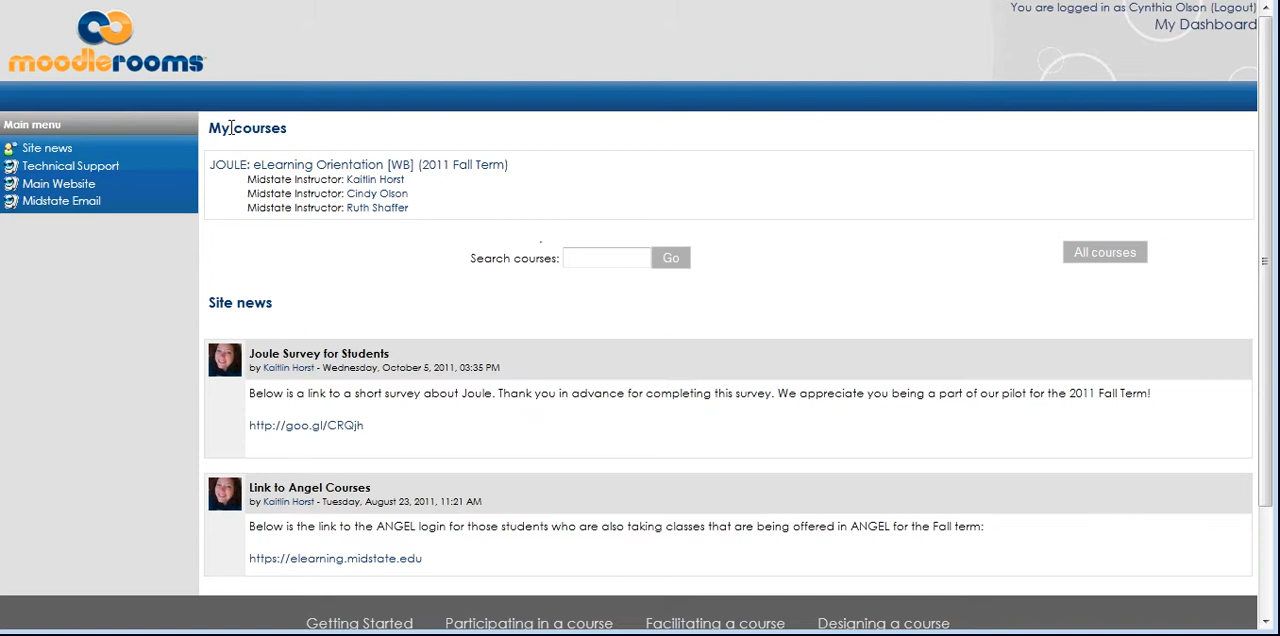 You are logged in as Cynthia Olson (Logout)
My Dashboard
moodlerooms
Main menu
Site news
Technical Support
Main Website
Midstate Email
My courses
JOULE: eLearning Orientation [WB] (2011 Fall Term)
Midstate Instructor: Kaitlin Horst
Midstate Instructor: Cindy Olson
Midstate Instructor: Ruth Shaffer
Search courses: Go
All courses
Site news
Joule Survey for Students
by Kaitlin Horst - Wednesday, October 5, 2011, 03:35 PM
Below is a link to a short survey about Joule. Thank you in advance for completing this survey. We appreciate you being a part of our pilot for the 2011 Fall Term!
http://goo.gl/CRQjh
Link to Angel Courses
by Kaitlin Horst - Tuesday, August 23, 2011, 11:21 AM
Below is the link to the ANGEL login for those students who are also taking classes that are being offered in ANGEL for the Fall term:
https://elearning.midstate.edu
Getting Started Participating in a course Facilitating a course Designing a course